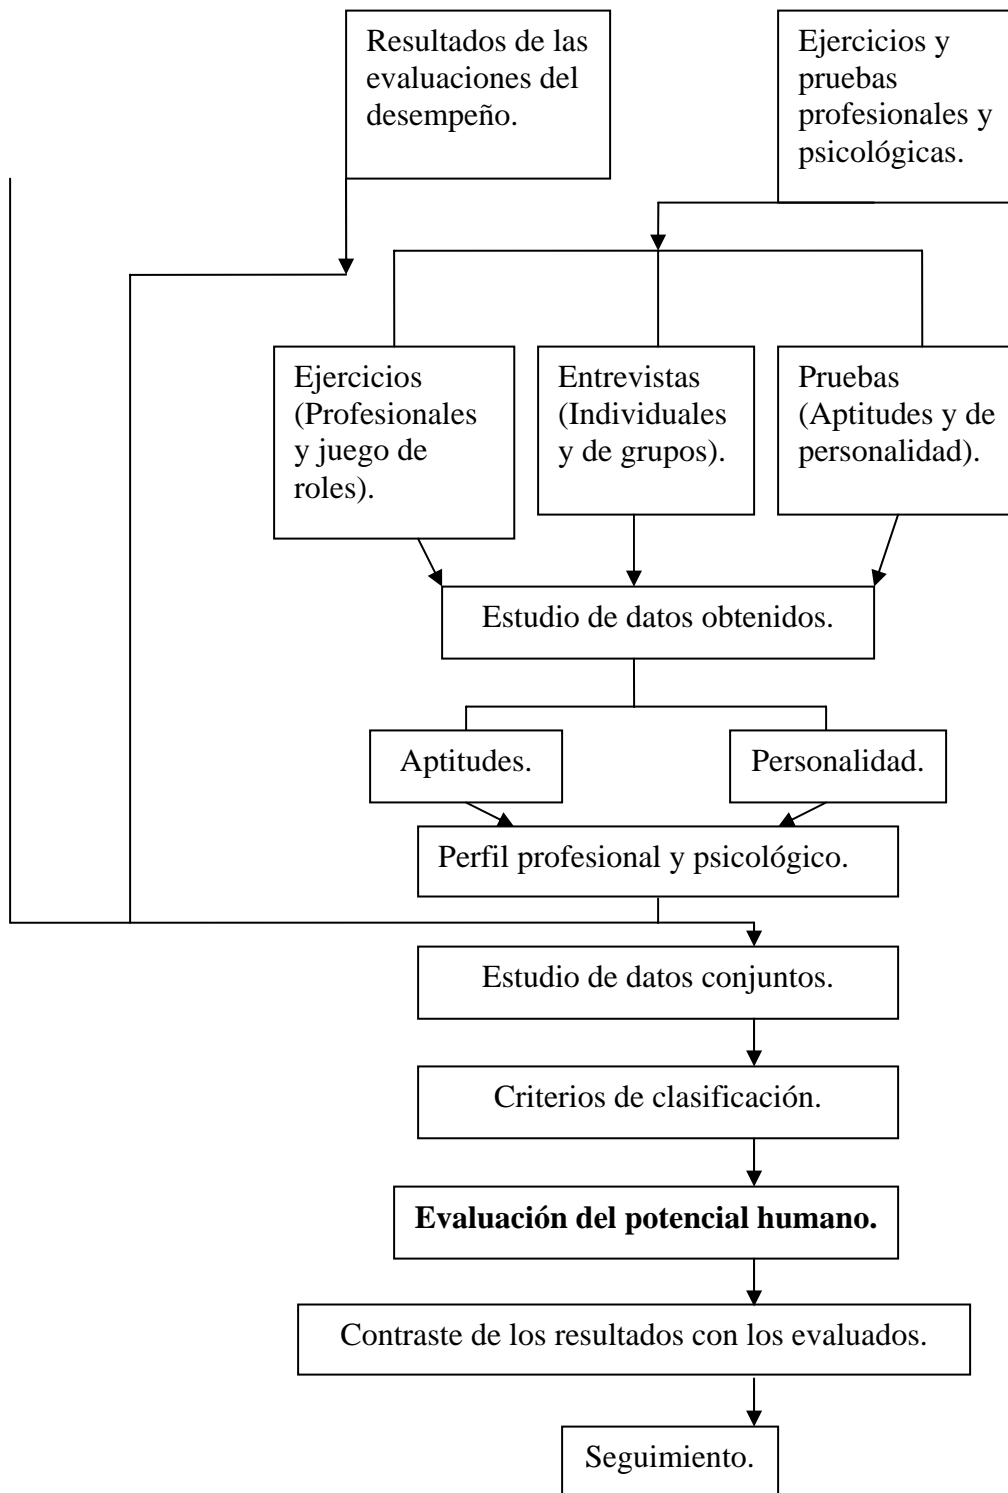 Resultados de las
evaluaciones del
desempeño.
Ejercicios y
pruebas
profesionales y
psicológicas.
Ejercicios
(Profesionales
y juego de
roles).
Entrevistas
(Individuales
y de grupos).
Pruebas
(Aptitudes y de
personalidad).
Estudio de datos obtenidos.
Aptitudes.
Personalidad.
Perfil profesional y psicológico.
Estudio de datos conjuntos.
Criterios de clasificación.
Evaluación del potencial humano.
Contraste de los resultados con los evaluados.
Seguimiento.